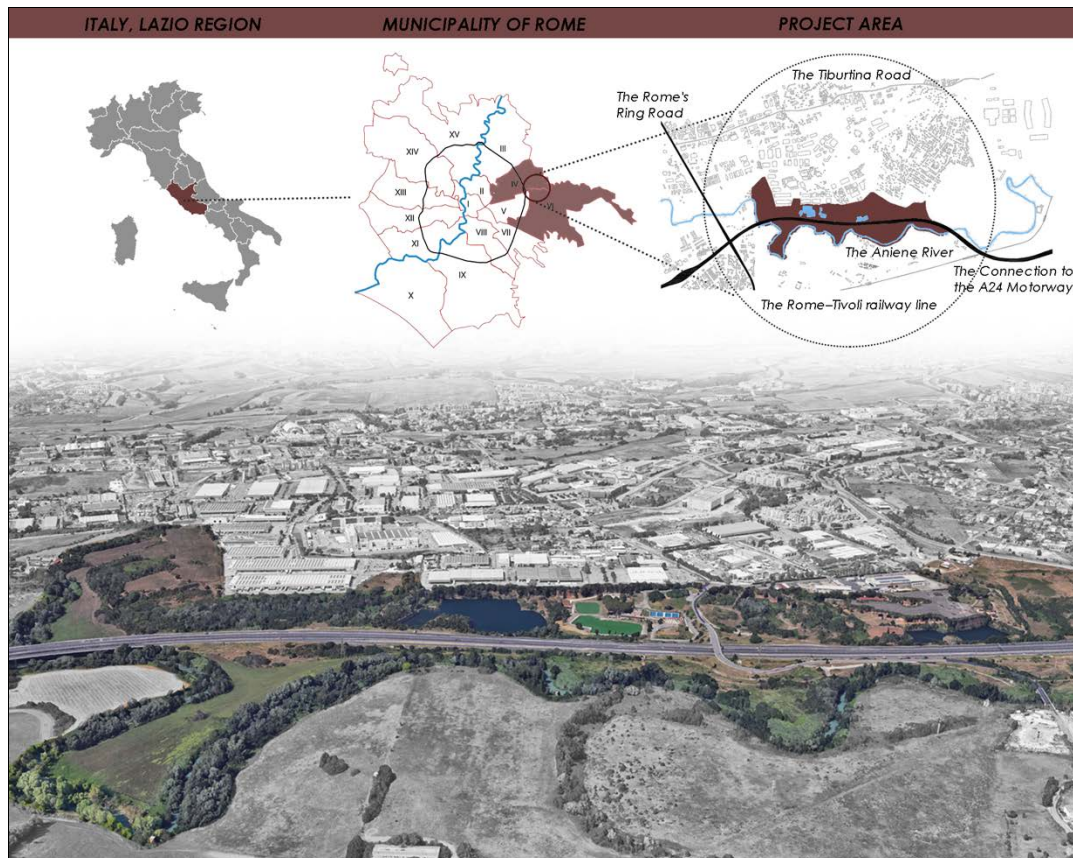 ITALY, LAZIO REGION
MUNICIPALITY OF ROME
PROJECT AREA
The Tiburtina Road
The Rome's
Ring Road
XV
III
XIV
XIII
II
IV
VI
V
XII
VIII
VII
XI
IX
X
The Aniene River
The Connection to
the A24 Motorway
The Rome–Tivoli railway line